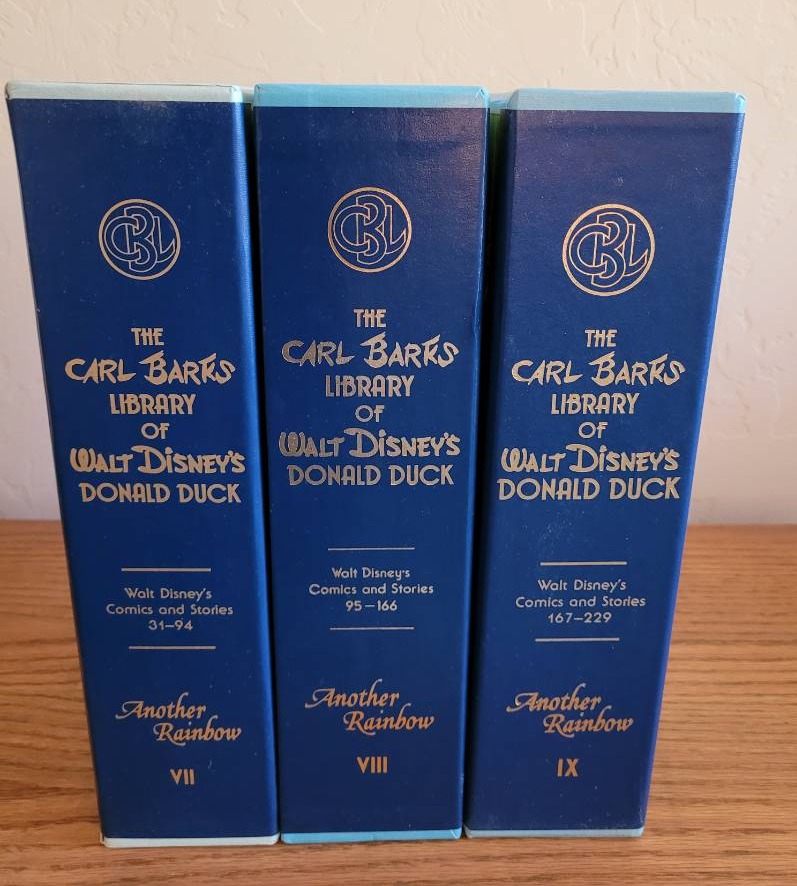 CBL
THE
CARL BARKS
LIBRARY
OF
WALT DISNEY'S
DONALD DUCK
Walt Disney's
Comics and Stories
31–94
Another
Rainbow
VII
CBL
THE
CARL BARKS
LIBRARY
OF
WALT DISNEY'S
DONALD DUCK
Walt Disney's
Comics and Stories
95–166
Another
Rainbow
VIII
CBL
THE
CARL BARKS
LIBRARY
OF
WALT DISNEY'S
DONALD DUCK
Walt Disney's
Comics and Stories
167–229
Another
Rainbow
IX